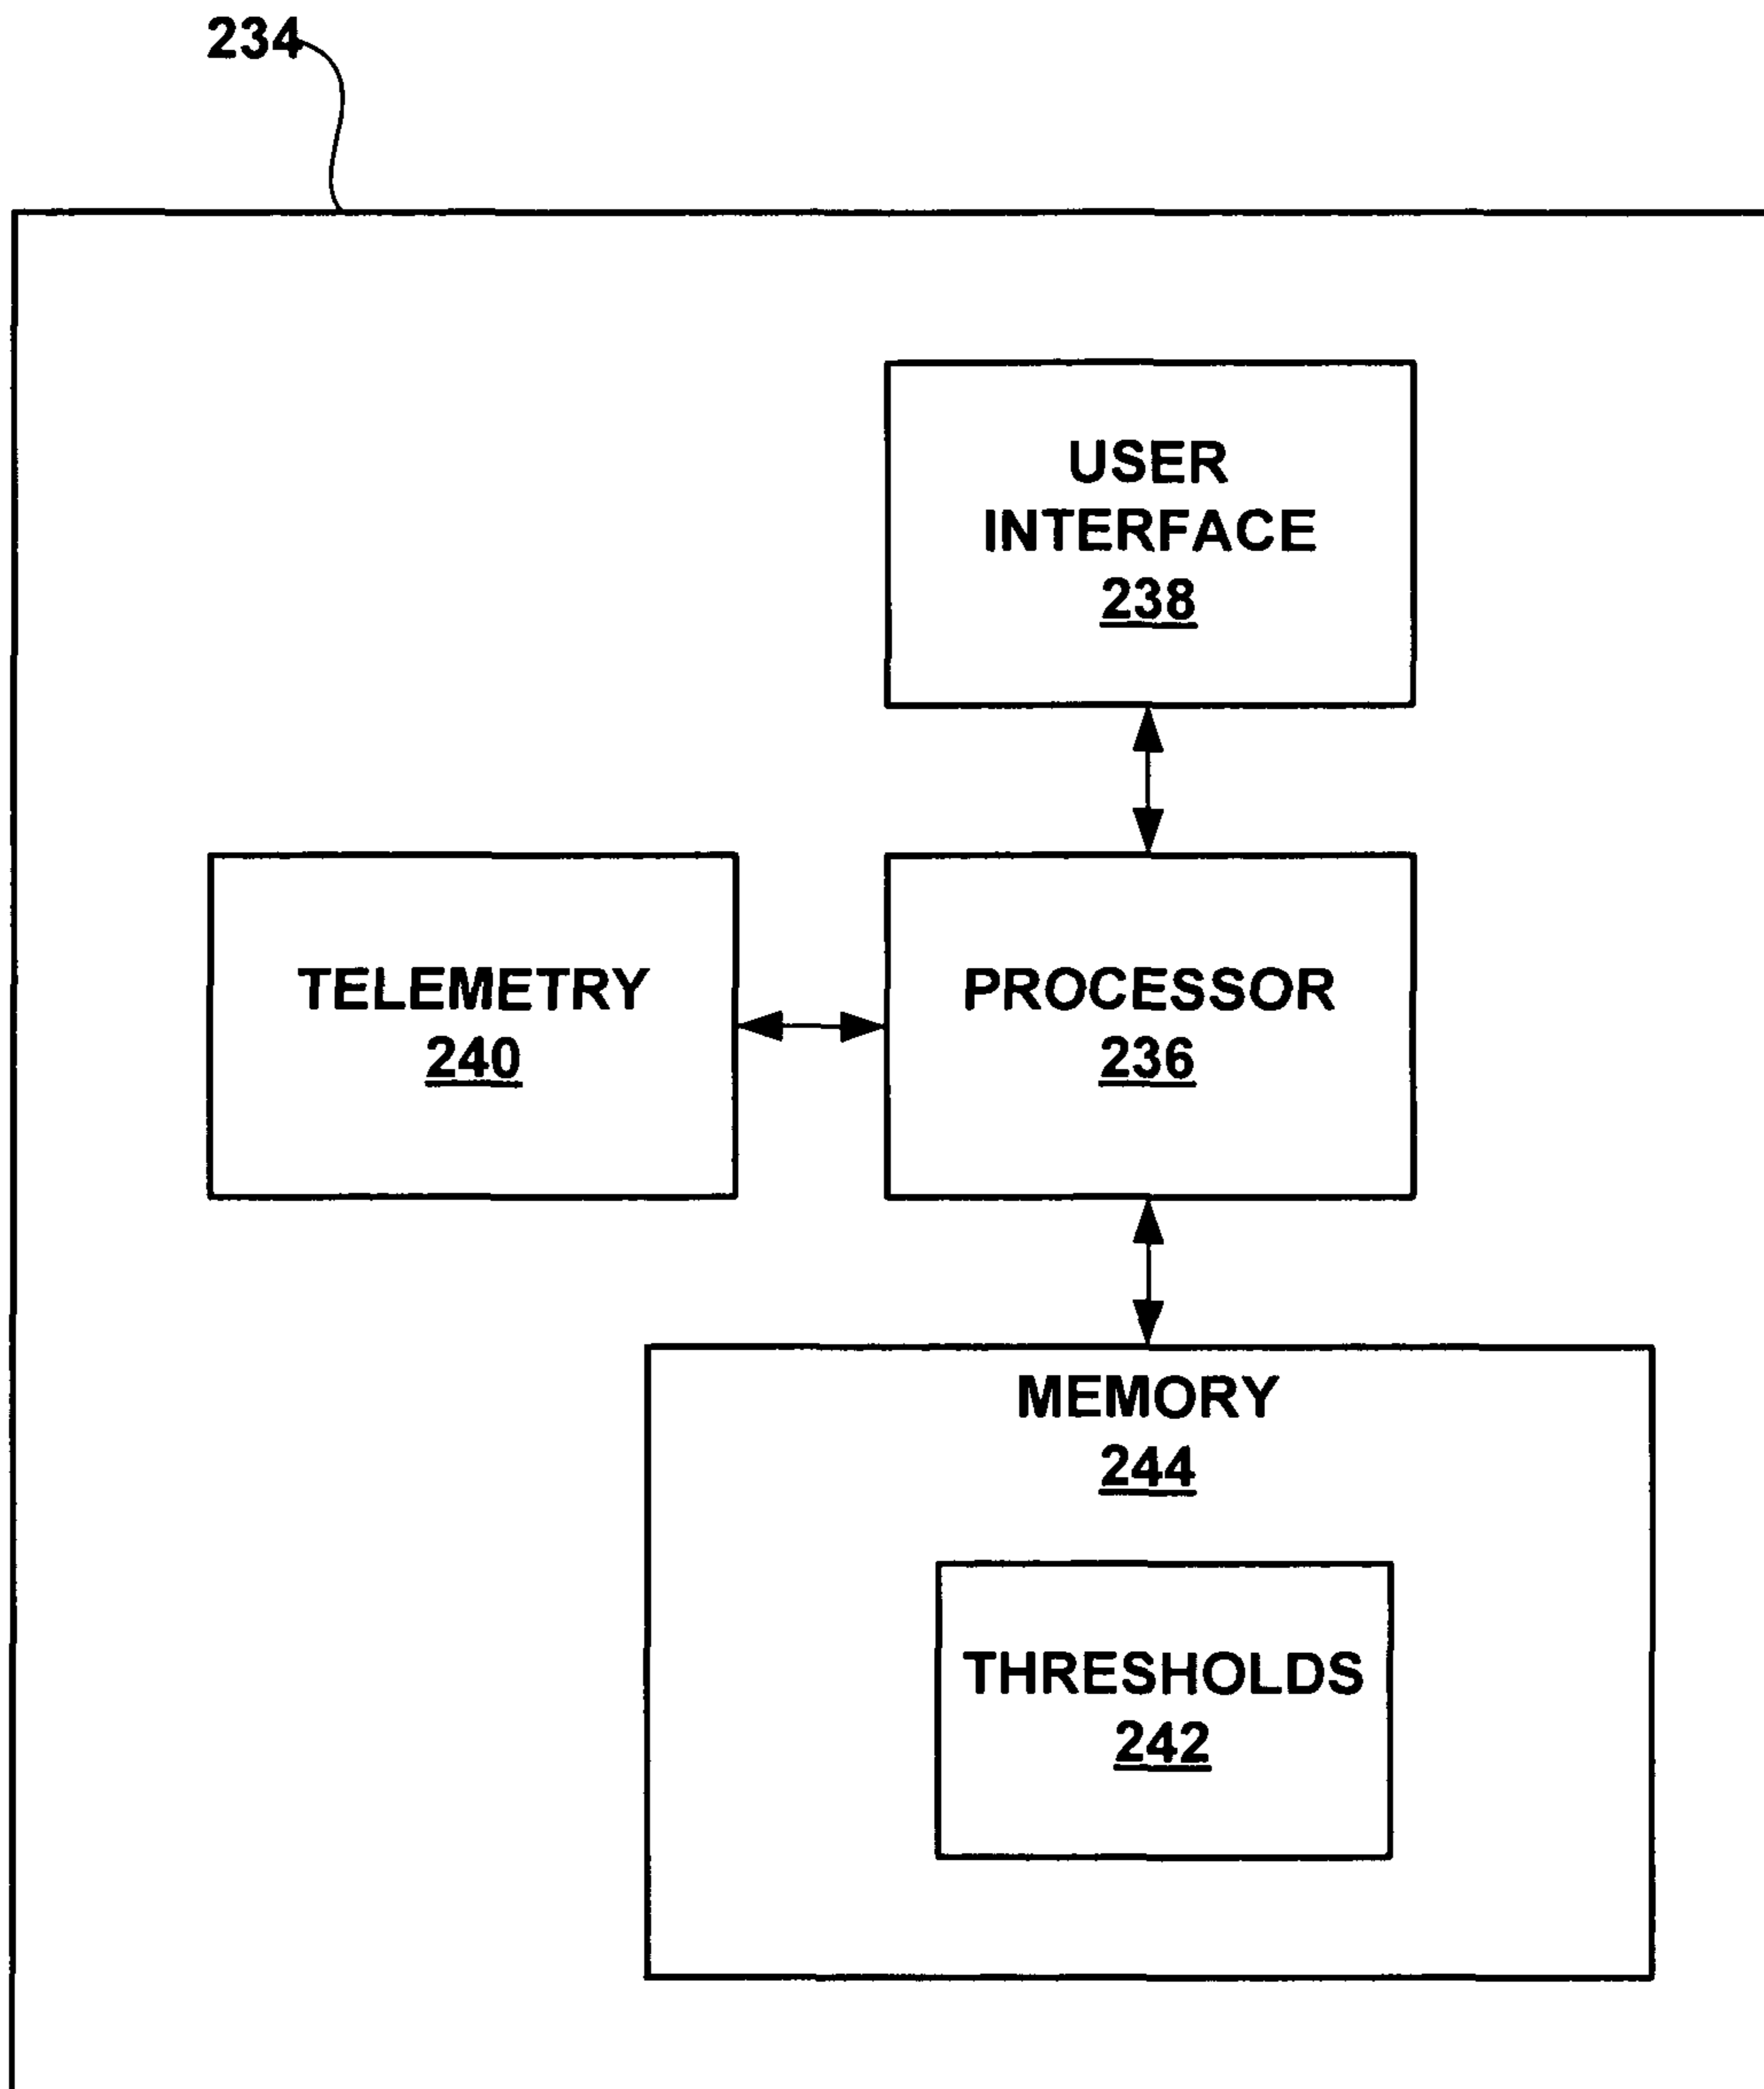 234
USER
INTERFACE
238
TELEMETRY
240
PROCESSOR
236
MEMORY
244
THRESHOLDS
242